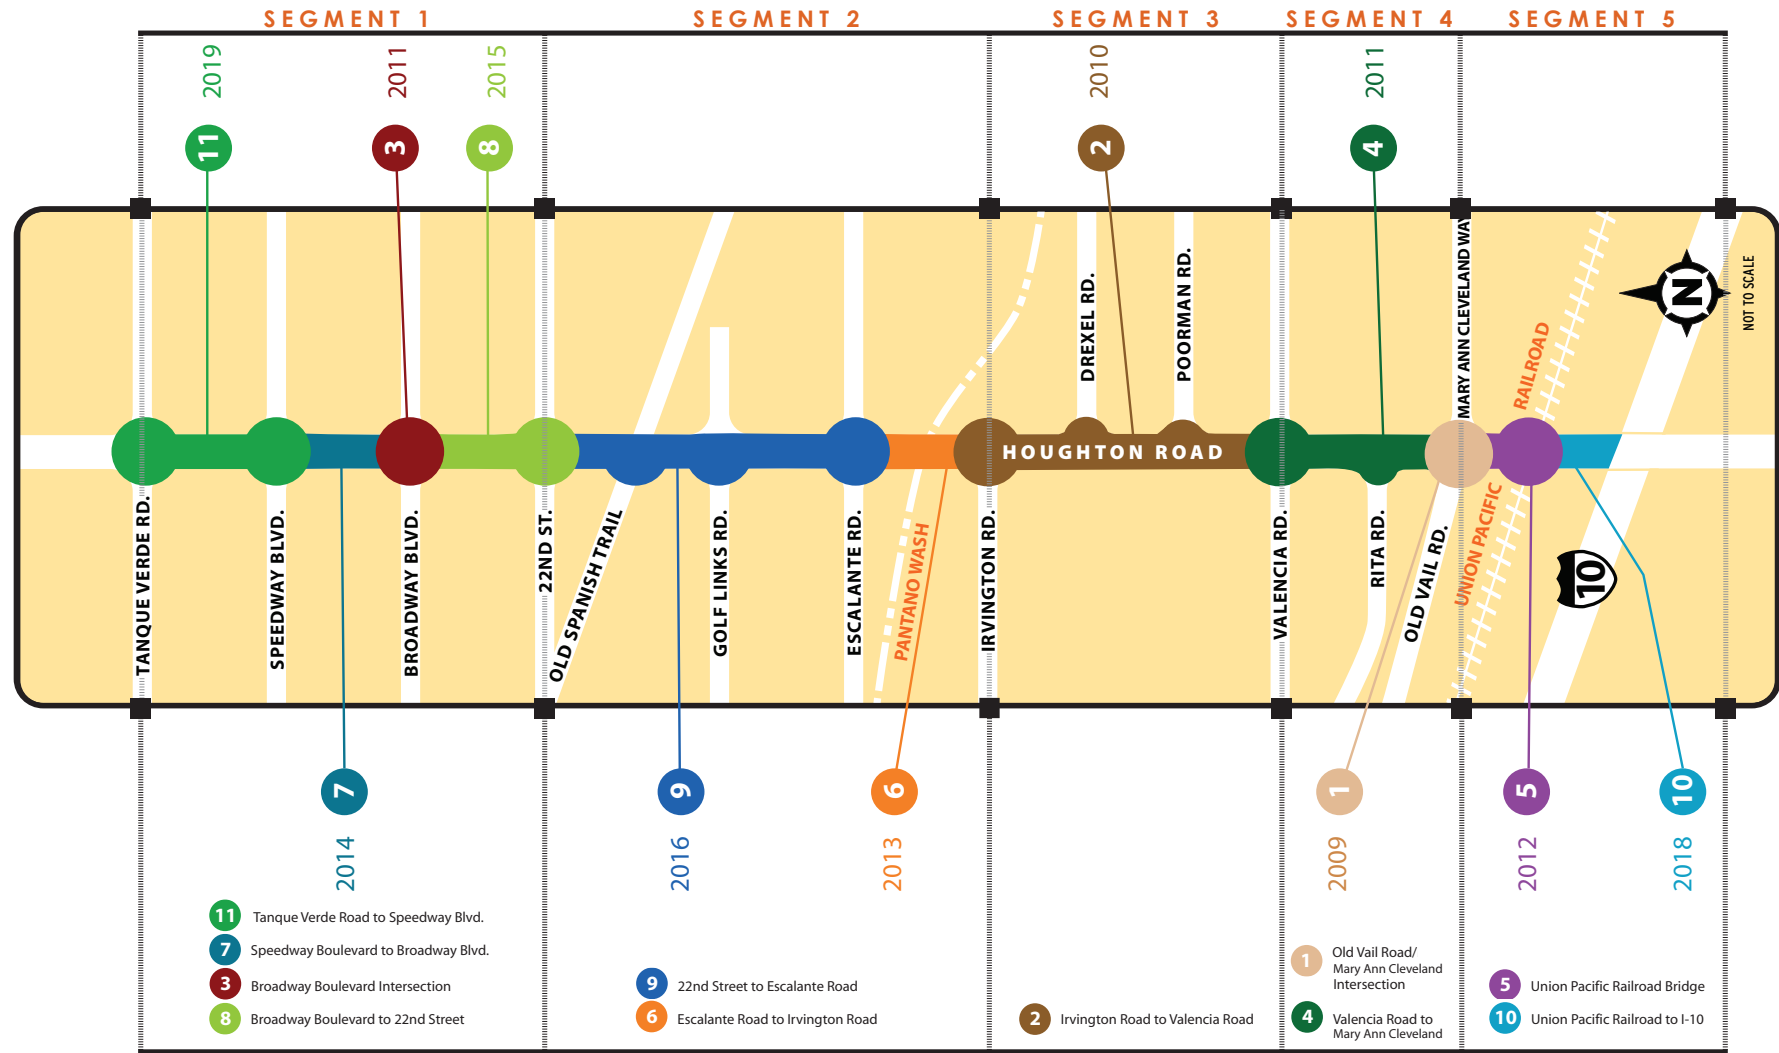 SEGMENT 1
SEGMENT 2
SEGMENT 3
SEGMENT 4
SEGMENT 5
2019
2011
2015
2010
2011
11
3
8
2
4
MARY ANN CLEVELAND WAY
DREXEL RD.
POORMAN RD.
RAILROAD
N
NOT TO SCALE
HOUGHTON ROAD
TANQUE VERDE RD.
SPEEDWAY BLVD.
BROADWAY BLVD.
22ND ST.
OLD SPANISH TRAIL
GOLF LINKS RD.
ESCALANTE RD.
PANTANO WASH
IRVINGTON RD.
VALENCIA RD.
RITA RD.
OLD VAIL RD.
UNION PACIFIC
10
7
9
6
1
5
10
2014
2016
2013
2009
2012
2018
11 Tanque Verde Road to Speedway Blvd.
7 Speedway Boulevard to Broadway Blvd.
3 Broadway Boulevard Intersection
8 Broadway Boulevard to 22nd Street
9 22nd Street to Escalante Road
6 Escalante Road to Irvington Road
2 Irvington Road to Valencia Road
1 Old Vail Road/
Mary Ann Cleveland
Intersection
4 Valencia Road to
Mary Ann Cleveland
5 Union Pacific Railroad Bridge
10 Union Pacific Railroad to I-10